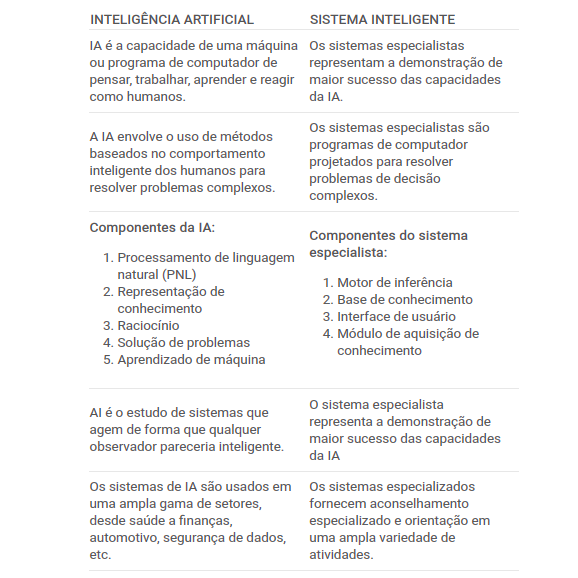 INTELIGÊNCIA ARTIFICIAL
SISTEMA INTELIGENTE
IA é a capacidade de uma máquina
ou programa de computador de
pensar, trabalhar, aprender e reagir
como humanos.
Os sistemas especialistas
representam a demonstração de
maior sucesso das capacidades
da IA.
A IA envolve o uso de métodos
baseados no comportamento
inteligente dos humanos para
resolver problemas complexos.
Os sistemas especialistas são
programas de computador
projetados para resolver
problemas de decisão
complexos.
Componentes da IA:
1. Processamento de linguagem
natural (PNL)
2. Representação de
conhecimento
3. Raciocínio
4. Solução de problemas
5. Aprendizado de máquina
Componentes do sistema
especialista:
1. Motor de inferência
2. Base de conhecimento
3. Interface de usuário
4. Módulo de aquisição de
conhecimento
AI é o estudo de sistemas que
agem de forma que qualquer
observador pareceria inteligente.
O sistema especialista
representa a demonstração de
maior sucesso das capacidades
da IA
Os sistemas de IA são usados em
uma ampla gama de setores,
desde saúde a finanças,
automotivo, segurança de dados,
etc.
Os sistemas especializados
fornecem aconselhamento
especializado e orientação em
uma ampla variedade de
atividades.